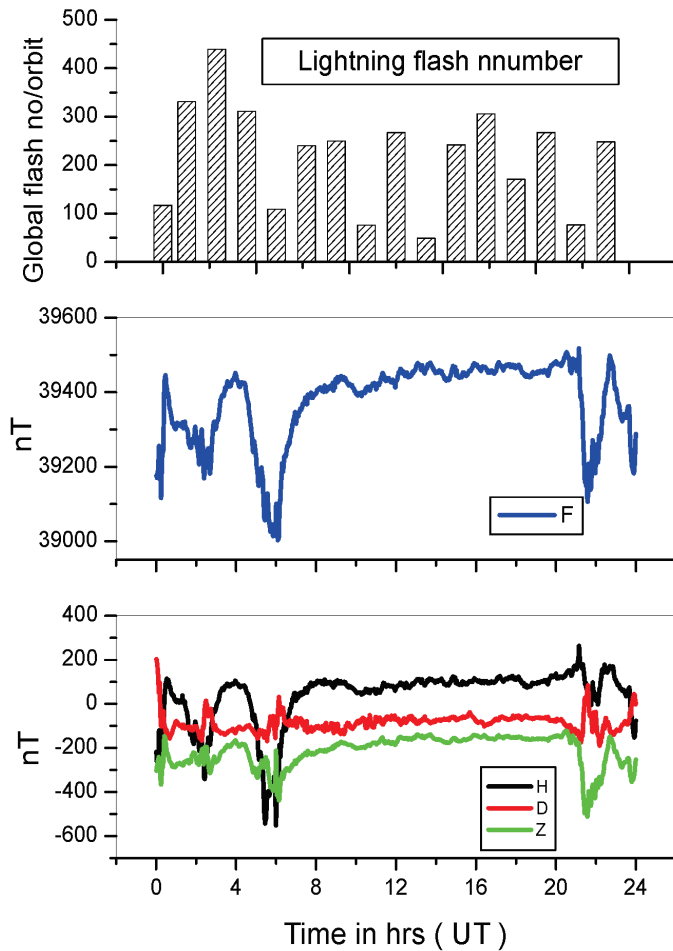 500
400
300
200
100
0
Global flash no/orbit
Lightning flash nnumber
39600
39400
39200
39000
nT
F
400
200
0
-200
-400
-600
nT
H
D
Z
0 4 8 12 16 20 24
Time in hrs ( UT )